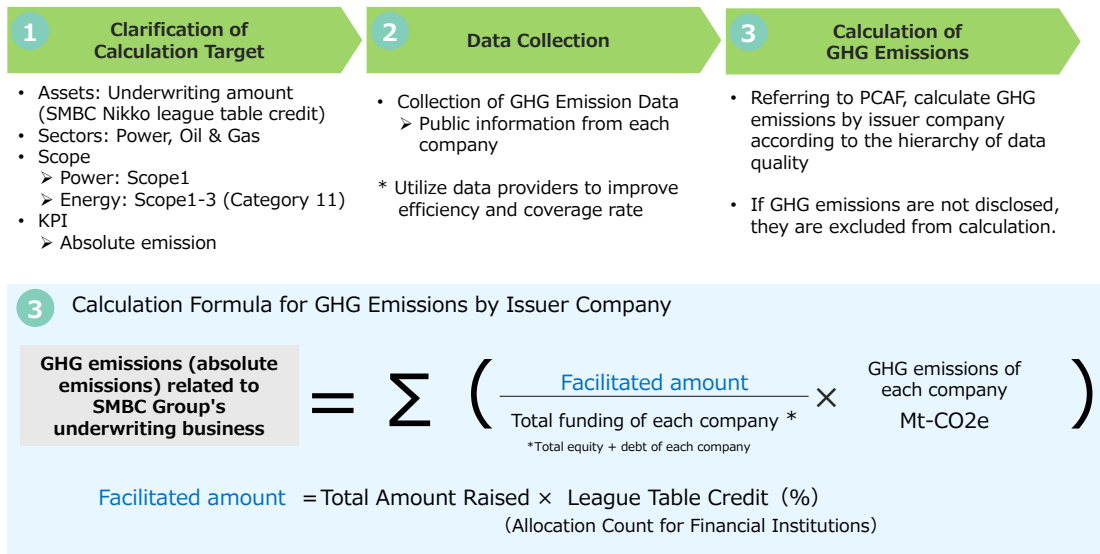 1
Clarification of
Calculation Target
2
Data Collection
3
Calculation of
GHG Emissions
• Assets: Underwriting amount
(SMBC Nikko league table credit)
• Sectors: Power, Oil & Gas
• Scope
➢ Power: Scope1
➢ Energy: Scope1-3 (Category 11)
• KPI
➢ Absolute emission
• Collection of GHG Emission Data
➢ Public information from each
company
* Utilize data providers to improve
efficiency and coverage rate
• Referring to PCAF, calculate GHG
emissions by issuer company
according to the hierarchy of data
quality
• If GHG emissions are not disclosed,
they are excluded from calculation.
3 Calculation Formula for GHG Emissions by Issuer Company
GHG emissions (absolute
emissions) related to
SMBC Group's
underwriting business
= Σ (
Facilitated amount
Total funding of each company *
*Total equity + debt of each company
×
GHG emissions of
each company
Mt-CO2e
)
Facilitated amount = Total Amount Raised × League Table Credit (%)
(Allocation Count for Financial Institutions)